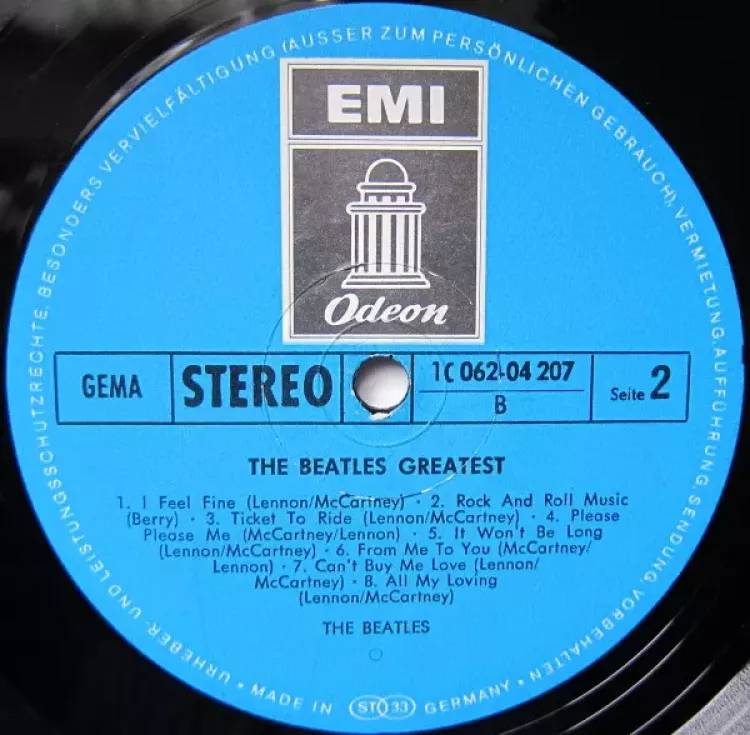 URHEBER- UND LEISTUNGSSCHUTZRECHTE, BESONDERS VERVIELFÄLTIGUNG (AUSSER ZUM PERSÖNLICHEN GEBRAUCH), VERMIETUNG, AUFFÜHRUNG, SENDUNG, VORBEHALTEN
EMI
Odeon
GEMA STEREO 1C 062-04 207 Seite 2
B
THE BEATLES GREATEST
1. I Feel Fine (Lennon/McCartney) · 2. Rock And Roll Music
(Berry) · 3. Ticket To Ride (Lennon/McCartney) · 4. Please
Please Me (McCartney/Lennon) · 5. It Won't Be Long
(Lennon/McCartney) · 6. From Me To You (McCartney/
Lennon) · 7. Can't Buy Me Love (Lennon/
McCartney) · 8. All My Loving
(Lennon/McCartney)
THE BEATLES
· MADE IN ST 33 GERMANY ·